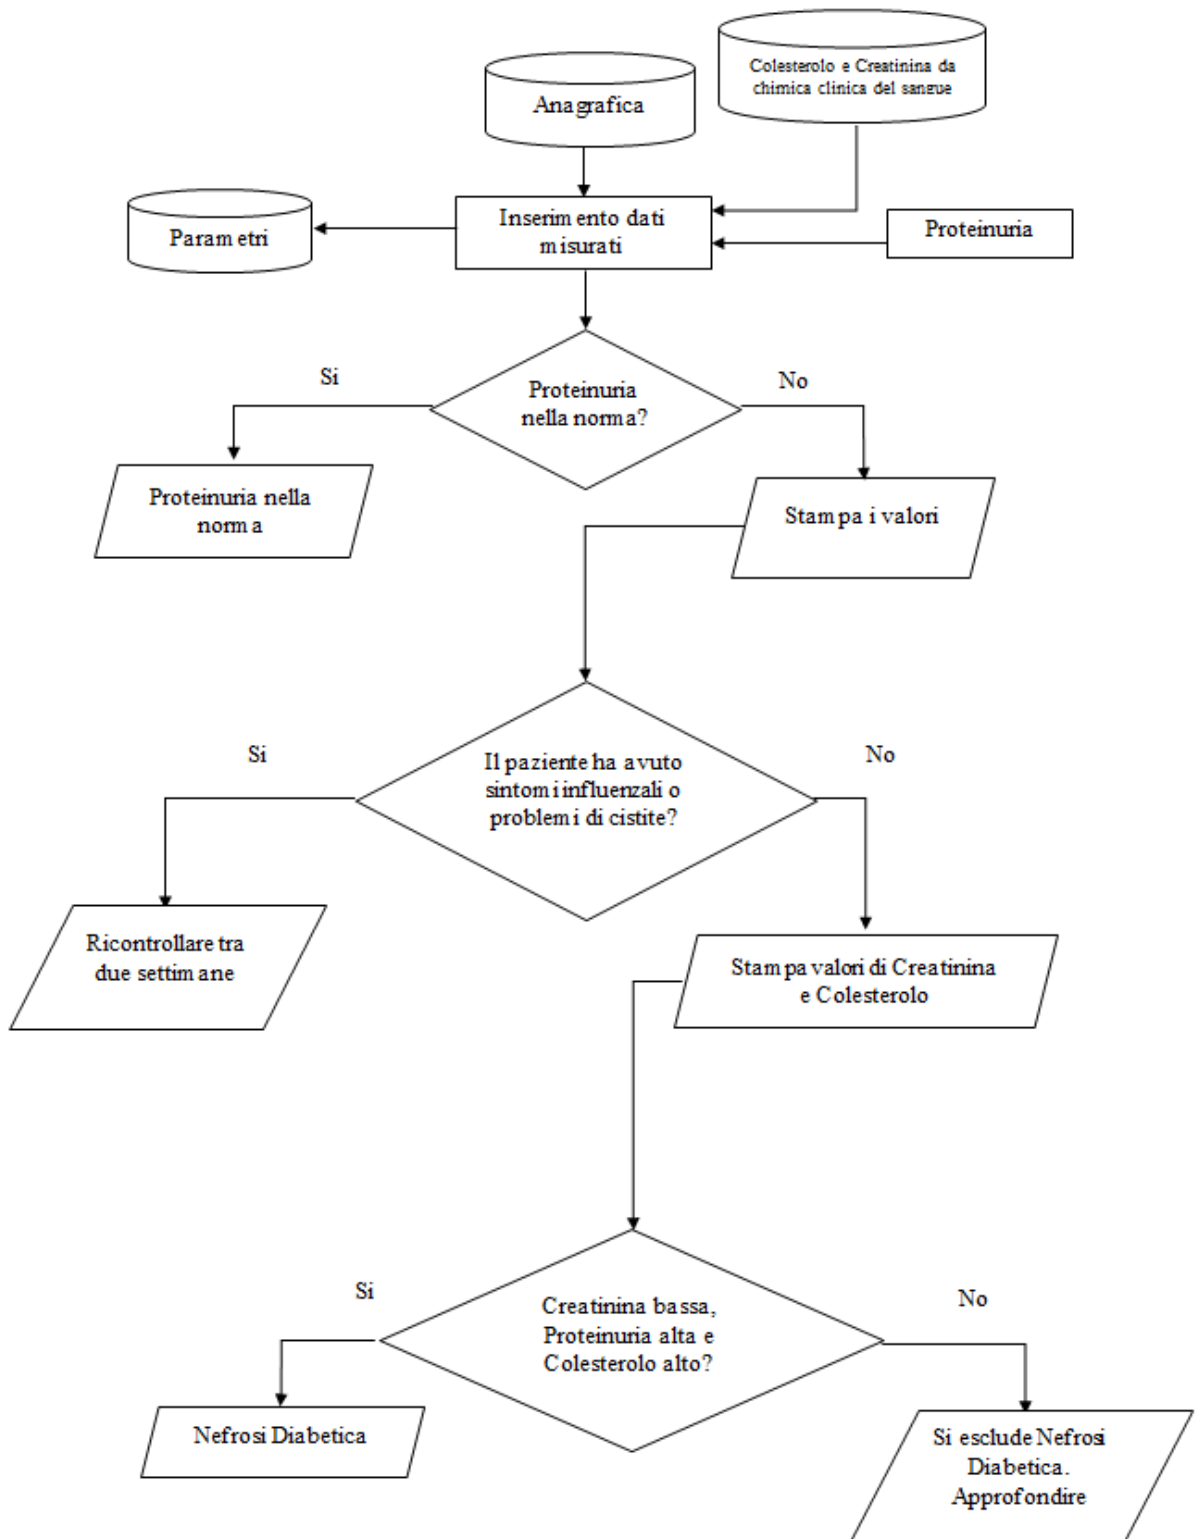 Colesterolo e Creatinina da
chimica clinica del sangue
Anagrafica
Inserimento dati
misurati
Parametri
Proteinuria
Si
No
Proteinuria
nella norma?
Proteinuria nella
norma
Stampa i valori
Si
No
Il paziente ha avuto
sintomi influenzali o
problemi di cistite?
Ricontrollare tra
due settimane
Stampa valori di Creatinina
e Colesterolo
Si
No
Creatinina bassa,
Proteinuria alta e
Colesterolo alto?
Nefrosi Diabetica
Si esclude Nefrosi
Diabetica.
Approfondire